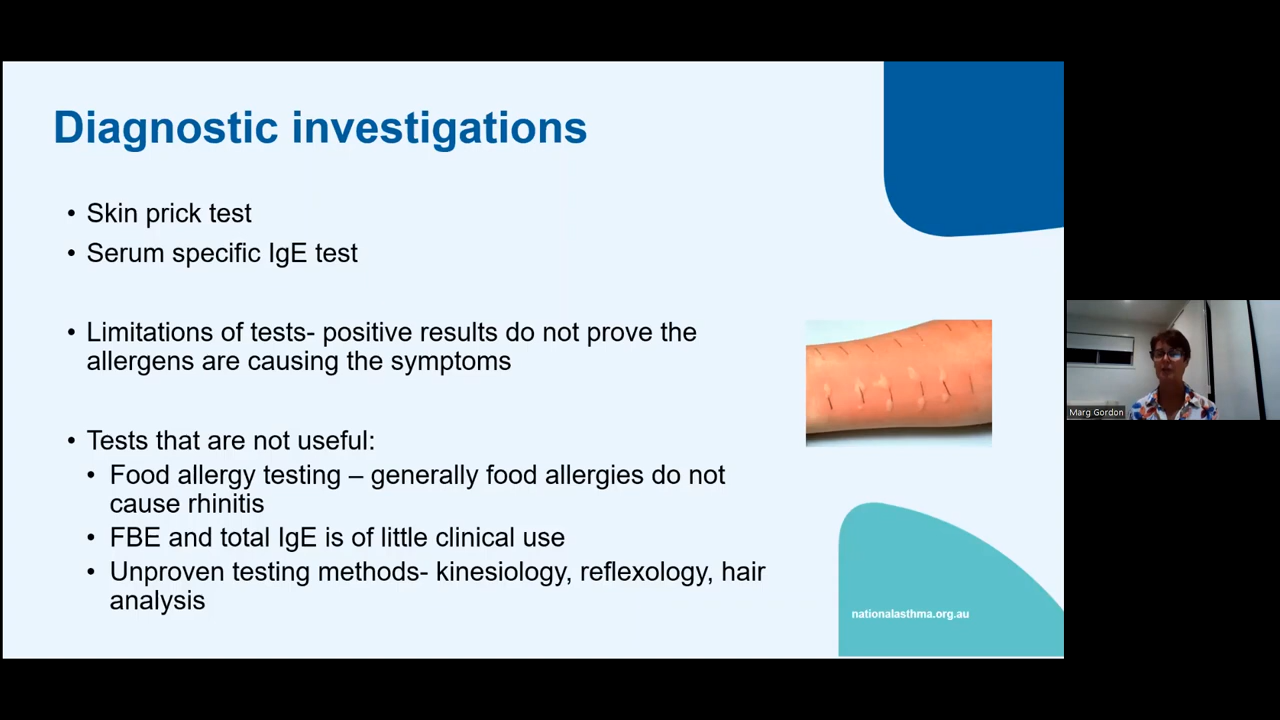 Diagnostic investigations
• Skin prick test
• Serum specific IgE test
• Limitations of tests- positive results do not prove the
allergens are causing the symptoms
• Tests that are not useful:
• Food allergy testing – generally food allergies do not
cause rhinitis
• FBE and total IgE is of little clinical use
• Unproven testing methods- kinesiology, reflexology, hair
analysis
nationalasthma.org.au
Marg Gordon